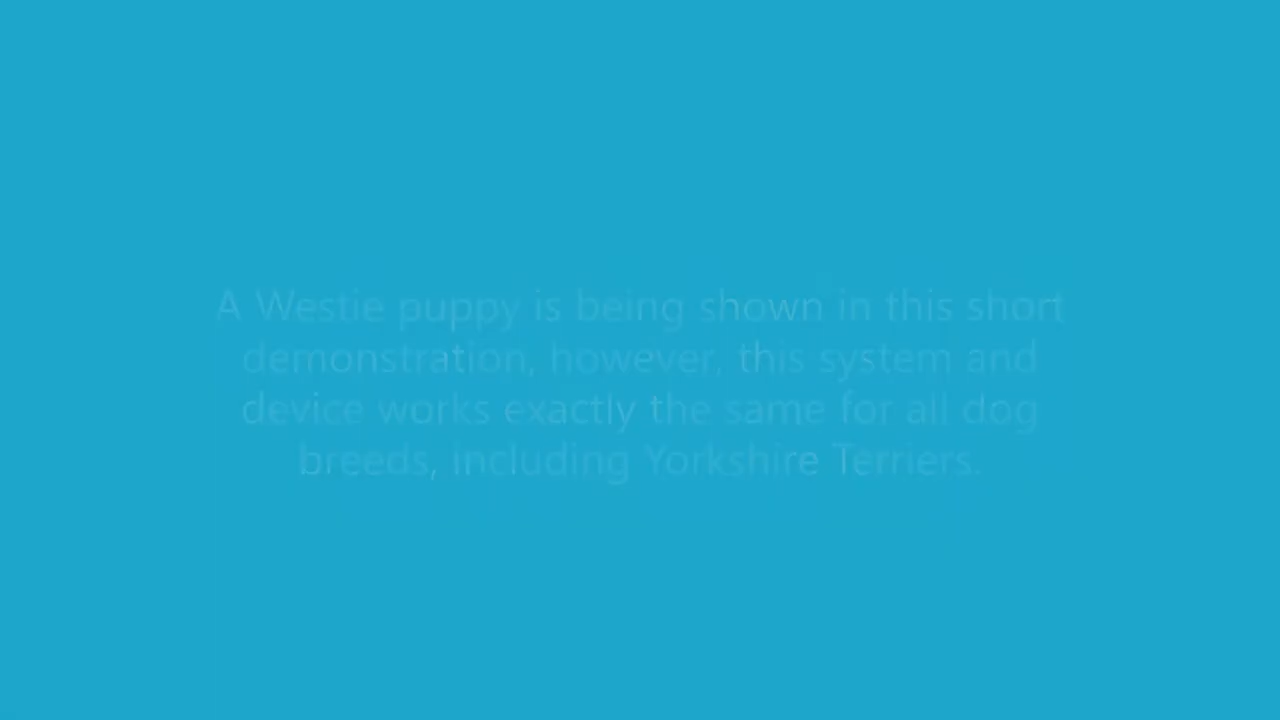 A Westie puppy is being shown in this short
demonstration, however, this system and
device works exactly the same for all dog
breeds, including Yorkshire Terriers.